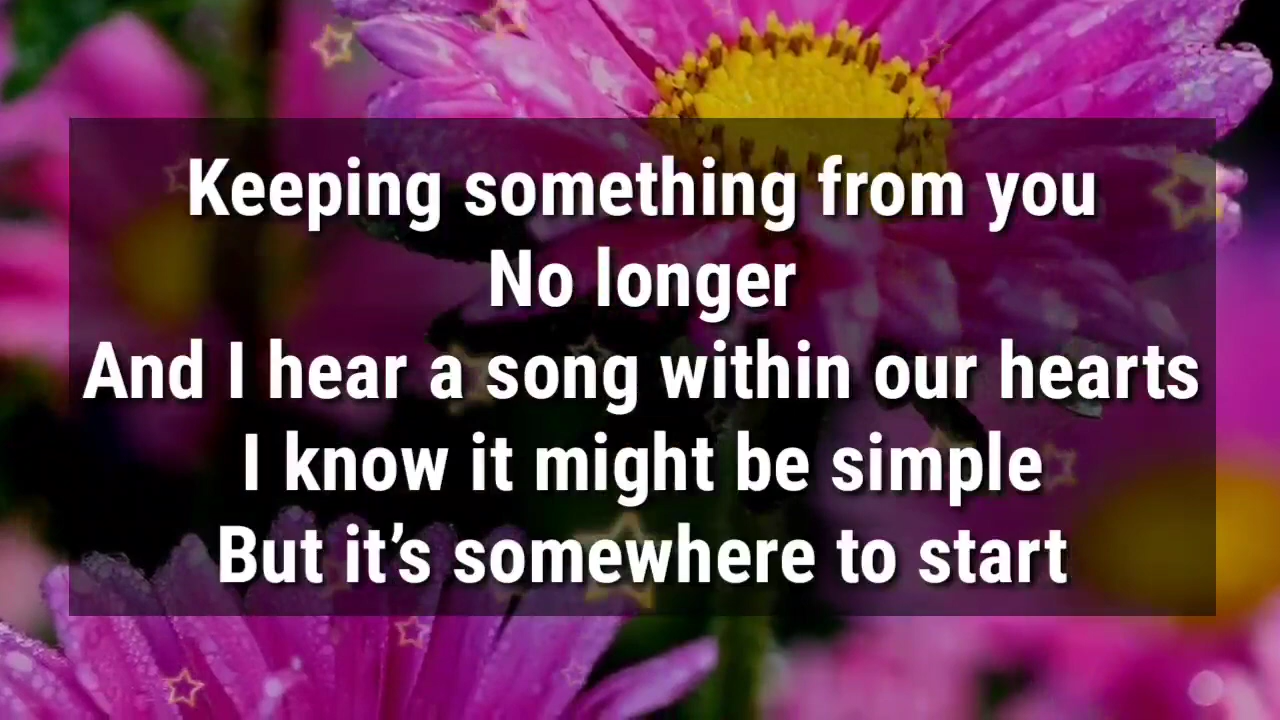 Keeping something from you
No longer
And I hear a song within our hearts
I know it might be simple
But it’s somewhere to start